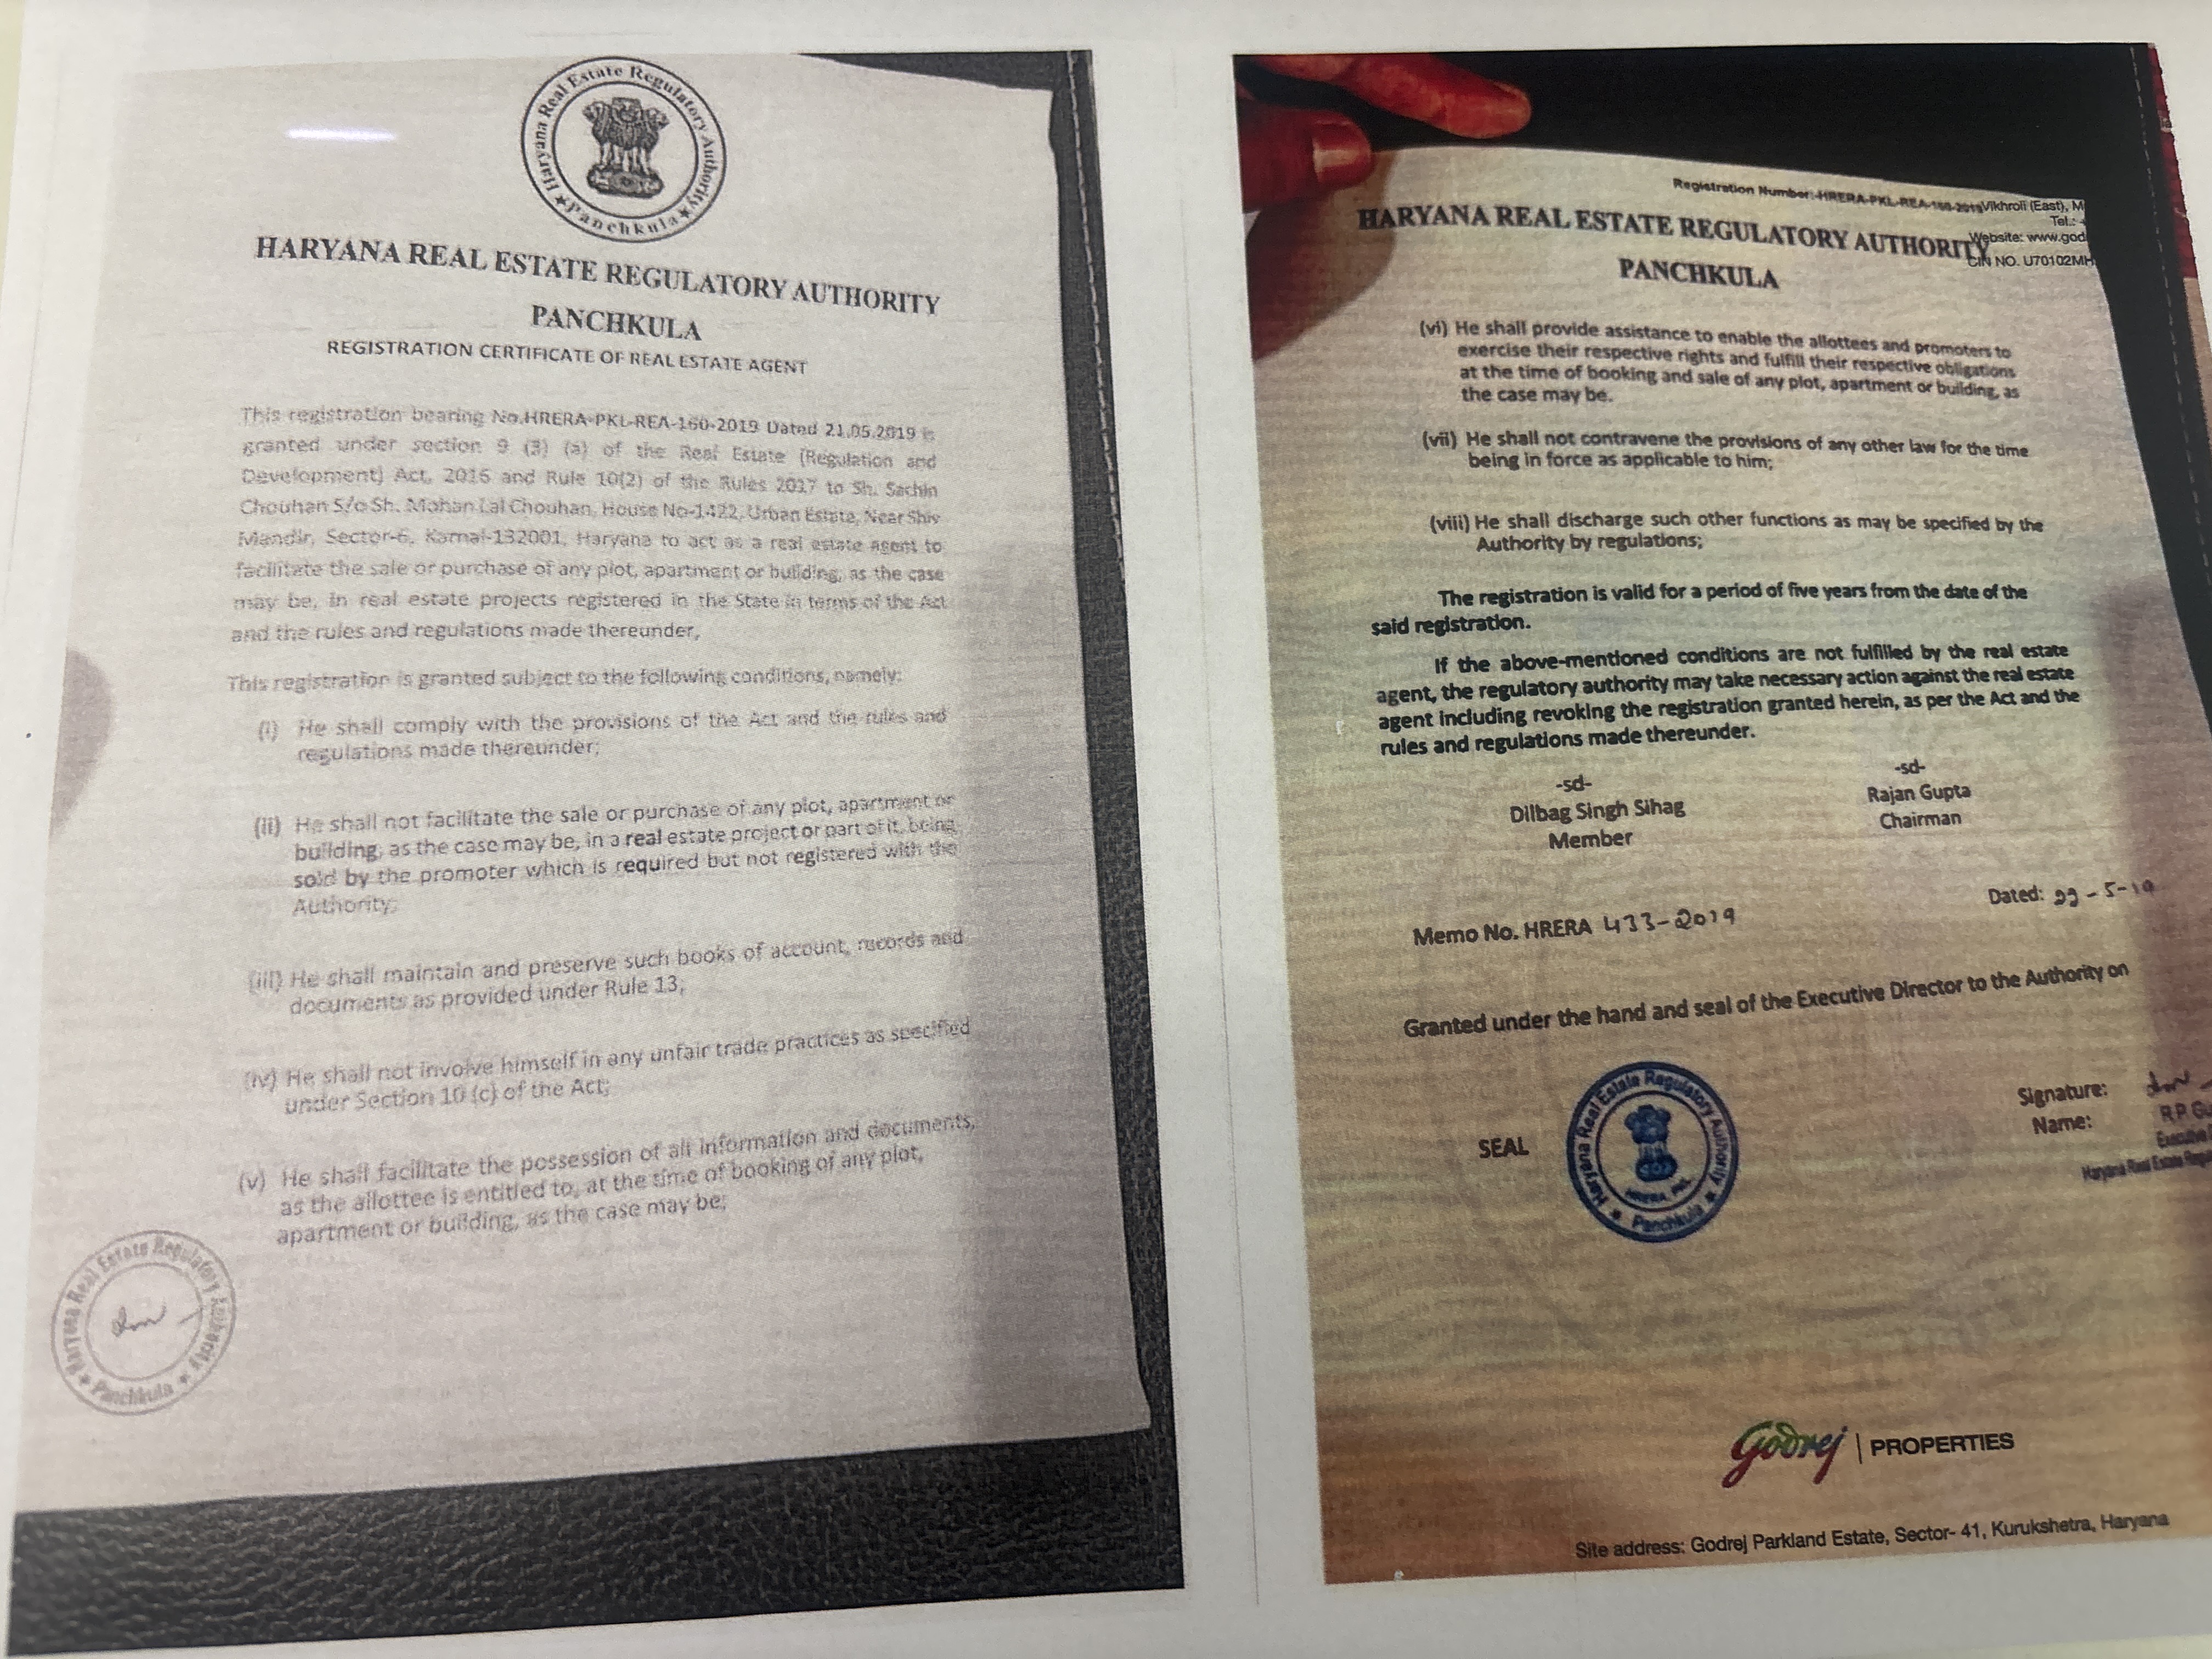 Haryana Real Estate Regulatory Authority
★ Panchkula ★
HARYANA REAL ESTATE REGULATORY AUTHORITY
PANCHKULA
REGISTRATION CERTIFICATE OF REAL ESTATE AGENT
This registration bearing No.HRERA-PKL-REA-160-2019 Dated 21.05.2019 is
granted under section 9 (3) (a) of the Real Estate (Regulation and
Development) Act, 2016 and Rule 10(2) of the Rules 2017 to Sh. Sachin
Chouhan S/o Sh. Mohan Lal Chouhan, House No-1422, Urban Estate, Near Shiv
Mandir, Sector-6, Karnal-132001, Haryana to act as a real estate agent to
facilitate the sale or purchase of any plot, apartment or building, as the case
may be, in real estate projects registered in the State in terms of the Act
and the rules and regulations made thereunder,
This registration is granted subject to the following conditions, namely:
(i) He shall comply with the provisions of the Act and the rules and
regulations made thereunder;
(ii) He shall not facilitate the sale or purchase of any plot, apartment or
building, as the case may be, in a real estate project or part of it, being
sold by the promoter which is required but not registered with the
Authority;
(iii) He shall maintain and preserve such books of account, records and
documents as provided under Rule 13;
(iv) He shall not involve himself in any unfair trade practices as specified
under Section 10 (c) of the Act;
(v) He shall facilitate the possession of all information and documents,
as the allottee is entitled to, at the time of booking of any plot,
apartment or building, as the case may be;
Haryana Real Estate Regulatory Authority
★ Panchkula ★
Registration Number:-HRERA-PKL-REA-160-2019
Vikhroli (East), M
Tel.:
Website: www.god
CIN NO. U70102MH
HARYANA REAL ESTATE REGULATORY AUTHORITY
PANCHKULA
(vi) He shall provide assistance to enable the allottees and promoters to
exercise their respective rights and fulfill their respective obligations
at the time of booking and sale of any plot, apartment or building, as
the case may be.
(vii) He shall not contravene the provisions of any other law for the time
being in force as applicable to him;
(viii) He shall discharge such other functions as may be specified by the
Authority by regulations;
The registration is valid for a period of five years from the date of the
said registration.
If the above-mentioned conditions are not fulfilled by the real estate
agent, the regulatory authority may take necessary action against the real estate
agent including revoking the registration granted herein, as per the Act and the
rules and regulations made thereunder.
-sd- -sd-
Dilbag Singh Sihag Rajan Gupta
Member Chairman
Memo No. HRERA 433-2019 Dated:
Granted under the hand and seal of the Executive Director to the Authority on
SEAL
Haryana Real Estate Regulatory Authority
HRERA, PKL
★ Panchkula ★
Signature:
Name: R.P. Gu
Executive
Haryana Real Estate Regu
Godrej | PROPERTIES
Site address: Godrej Parkland Estate, Sector- 41, Kurukshetra, Haryana